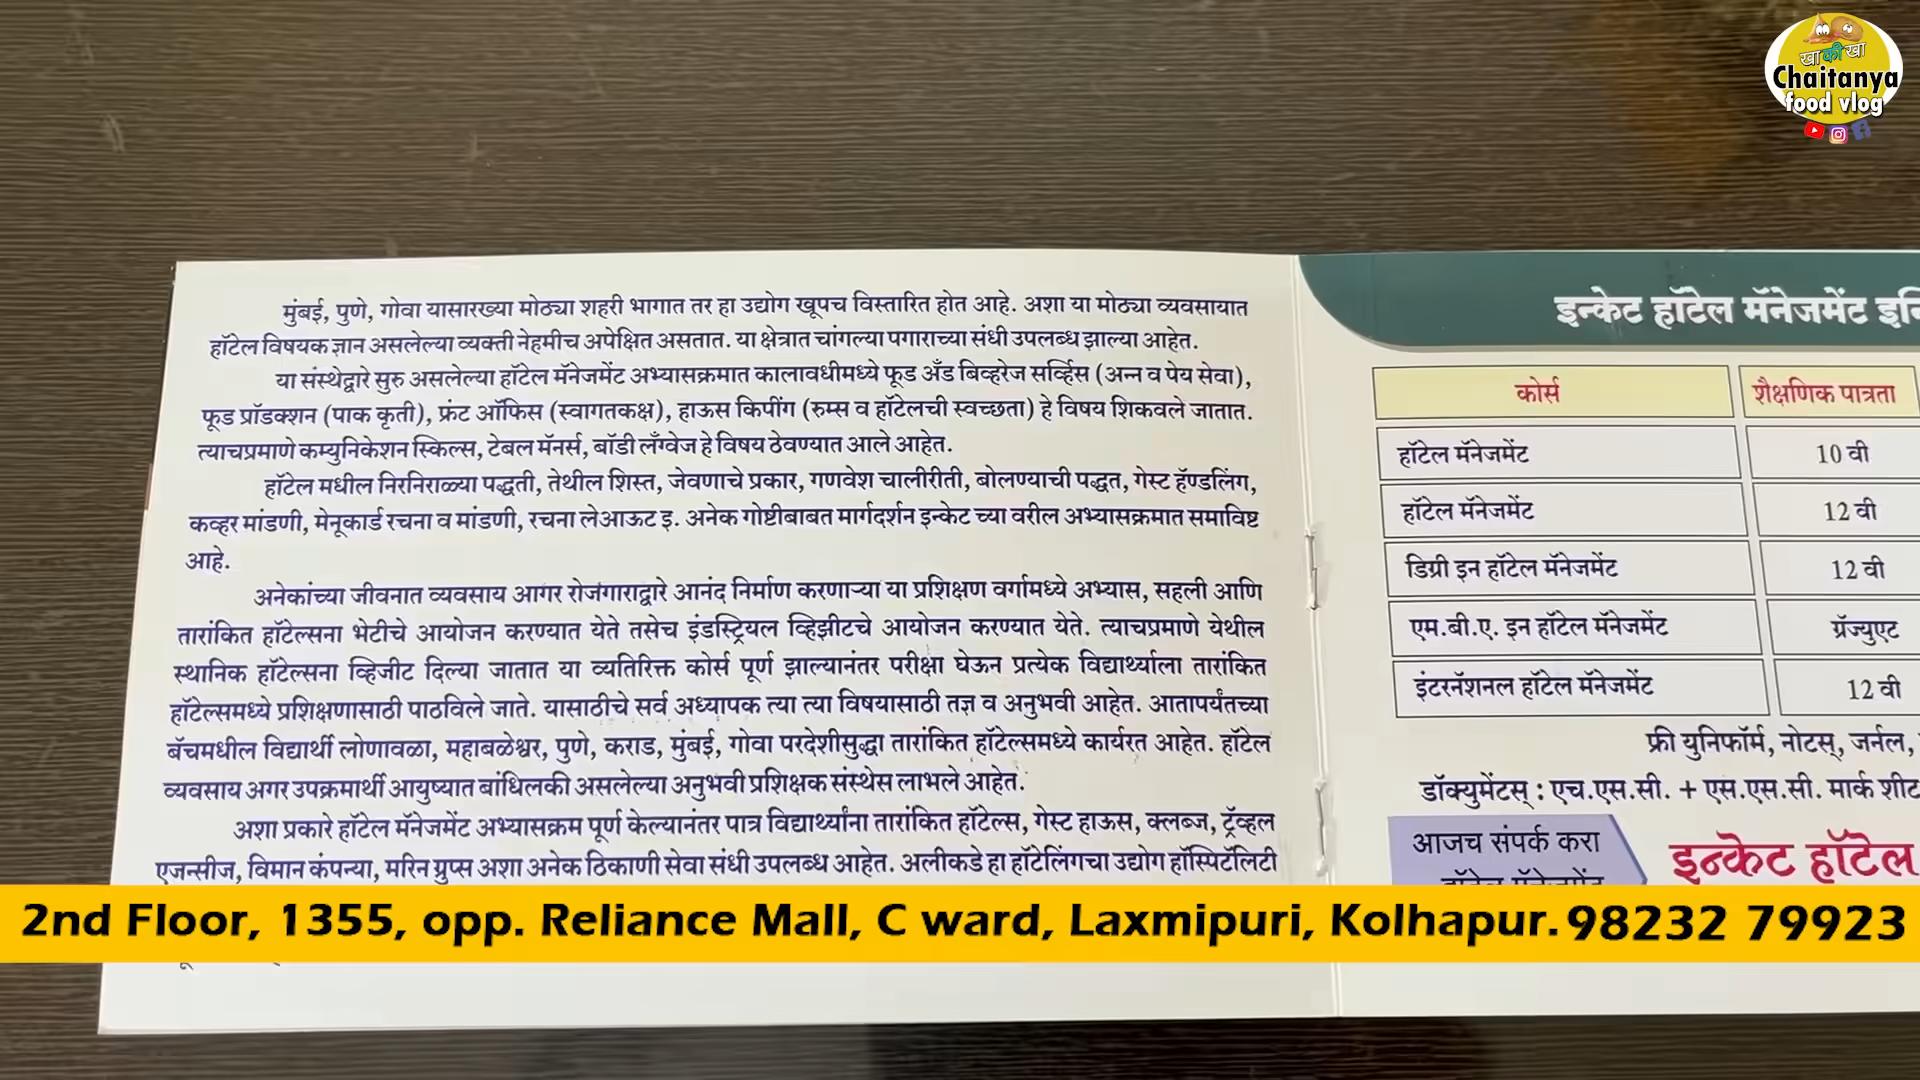 खा की खा
Chaitanya
food vlog
मुंबई, पुणे, गोवा यासारख्या मोठ्या शहरी भागात तर हा उद्योग खूपच विस्तारित होत आहे. अशा या मोठ्या व्यवसायात
हॉटेल विषयक ज्ञान असलेल्या व्यक्ती नेहमीच अपेक्षित असतात. या क्षेत्रात चांगल्या पगाराच्या संधी उपलब्ध झाल्या आहेत.
या संस्थेद्वारे सुरु असलेल्या हॉटेल मॅनेजमेंट अभ्यासक्रमात कालावधीमध्ये फूड अँड बिव्हरेज सर्व्हिस (अन्न व पेय सेवा),
फूड प्रॉडक्शन (पाक कृती), फ्रंट ऑफिस (स्वागतकक्ष), हाऊस किपींग (रुम्स व हॉटेलची स्वच्छता) हे विषय शिकवले जातात.
त्याचप्रमाणे कम्युनिकेशन स्किल्स, टेबल मॅनर्स, बॉडी लँग्वेज हे विषय ठेवण्यात आले आहेत.
हॉटेल मधील निरनिराळ्या पद्धती, तेथील शिस्त, जेवणाचे प्रकार, गणवेश चालीरीती, बोलण्याची पद्धत, गेस्ट हॅण्डलिंग,
कव्हर मांडणी, मेनूकार्ड रचना व मांडणी, रचना लेआऊट इ. अनेक गोष्टीबाबत मार्गदर्शन इन्केट च्या वरील अभ्यासक्रमात समाविष्ट
आहे.
अनेकांच्या जीवनात व्यवसाय आगर रोजगाराद्वारे आनंद निर्माण करणाऱ्या या प्रशिक्षण वर्गामध्ये अभ्यास, सहली आणि
तारांकित हॉटेल्सना भेटीचे आयोजन करण्यात येते तसेच इंडस्ट्रियल व्हिझीटचे आयोजन करण्यात येते. त्याचप्रमाणे येथील
स्थानिक हॉटेल्सना व्हिजीट दिल्या जातात या व्यतिरिक्त कोर्स पूर्ण झाल्यानंतर परीक्षा घेऊन प्रत्येक विद्यार्थ्याला तारांकित
हॉटेल्समध्ये प्रशिक्षणासाठी पाठविले जाते. यासाठीचे सर्व अध्यापक त्या त्या विषयासाठी तज्ञ व अनुभवी आहेत. आतापर्यंतच्या
बॅचमधील विद्यार्थी लोणावळा, महाबळेश्वर, पुणे, कराड, मुंबई, गोवा परदेशीसुद्धा तारांकित हॉटेल्समध्ये कार्यरत आहेत. हॉटेल
व्यवसाय अगर उपक्रमार्थी आयुष्यात बांधिलकी असलेल्या अनुभवी प्रशिक्षक संस्थेस लाभले आहेत.
अशा प्रकारे हॉटेल मॅनेजमेंट अभ्यासक्रम पूर्ण केल्यानंतर पात्र विद्यार्थ्यांना तारांकित हॉटेल्स, गेस्ट हाऊस, क्लब्ज, ट्रॅव्हल
एजन्सीज, विमान कंपन्या, मरिन ग्रुप्स अशा अनेक ठिकाणी सेवा संधी उपलब्ध आहेत. अलीकडे हा हॉटेलिंगचा उद्योग हॉस्पिटॅलिटी
इन्केट हॉटेल मॅनेजमेंट
कोर्स शैक्षणिक पात्रता
हॉटेल मॅनेजमेंट 10 वी
हॉटेल मॅनेजमेंट 12 वी
डिग्री इन हॉटेल मॅनेजमेंट 12 वी
एम.बी.ए. इन हॉटेल मॅनेजमेंट ग्रॅज्युएट
इंटरनॅशनल हॉटेल मॅनेजमेंट 12 वी
फ्री युनिफॉर्म, नोटस्, जर्नल,
डॉक्युमेंटस् : एच.एस.सी. + एस.एस.सी. मार्क शीट
आजच संपर्क करा
इन्केट हॉटेल
2nd Floor, 1355, opp. Reliance Mall, C ward, Laxmipuri, Kolhapur. 98232 79923